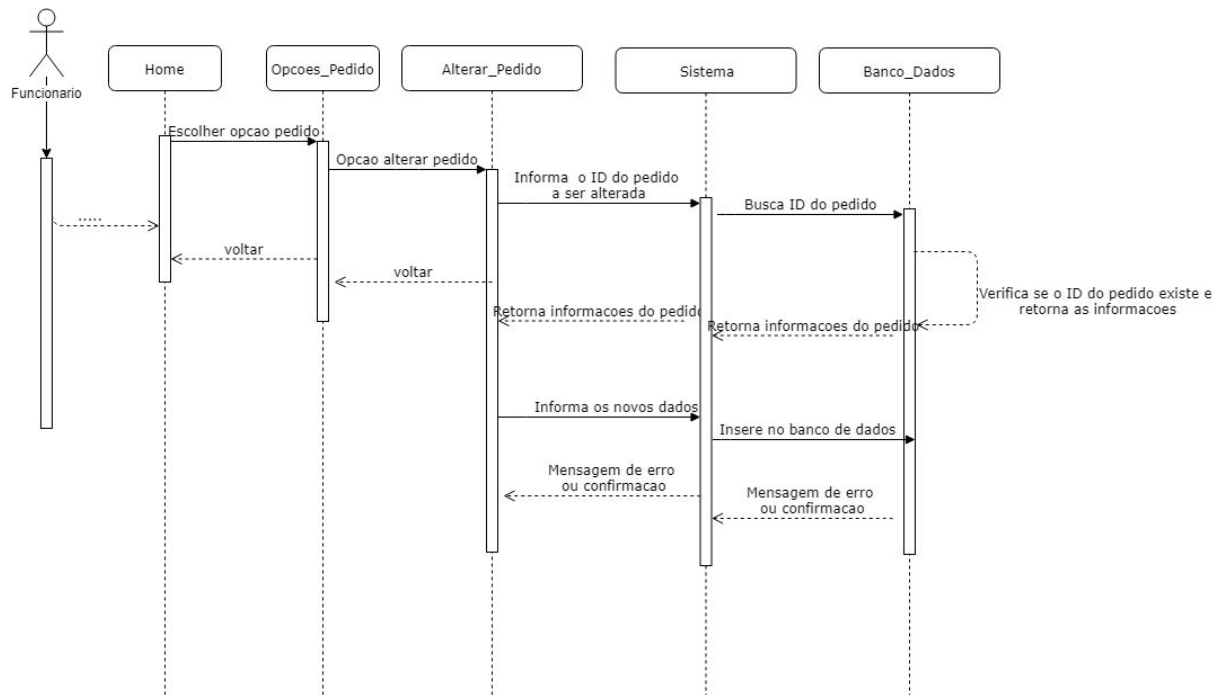 Funcionario
Home
Opcoes_Pedido
Alterar_Pedido
Sistema
Banco_Dados
Escolher opcao pedido
Opcao alterar pedido
Informa o ID do pedido
a ser alterada
Busca ID do pedido
.....
voltar
voltar
Verifica se o ID do pedido existe e
retorna as informacoes
Retorna informacoes do pedido
Retorna informacoes do pedido
Informa os novos dados
Insere no banco de dados
Mensagem de erro
ou confirmacao
Mensagem de erro
ou confirmacao